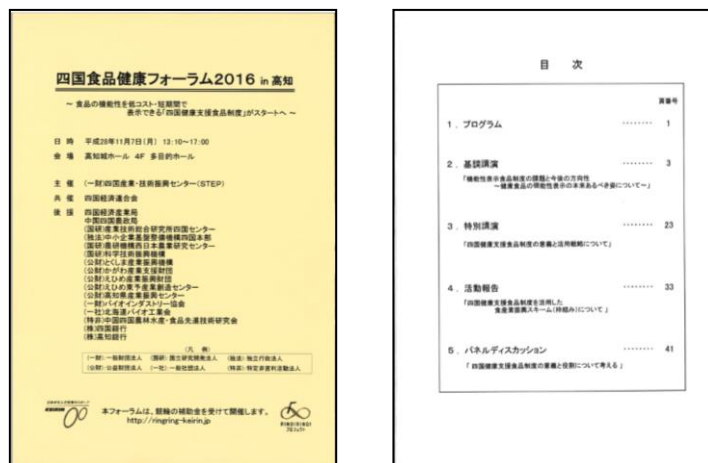 四国食品健康フォーラム2016 in 高知
~ 食品の機能性を低コスト・短期間で
表示できる「四国健康支援食品制度」がスタートへ ~
日 時 平成28年11月7日(月) 13:10~17:00
会 場 高知城ホール 4F 多目的ホール
主 催 (一財)四国産業・技術振興センター(STEP)
共 催 四国経済連合会
後 援 四国経済産業局
中国四国農政局
(国研)産業技術総合研究所四国センター
(独法)中小企業基盤整備機構四国本部
(国研)農研機構西日本農業研究センター
(国研)科学技術振興機構
(公財)とくしま産業振興機構
(公財)かがわ産業支援財団
(公財)えひめ産業振興財団
(公財)えひめ東予産業創造センター
(公財)高知県産業振興センター
(一財)バイオインダストリー協会
(一社)北海道バイオ工業会
(特非)中国四国農林水産・食品先進技術研究会
(株)四国銀行
(株)高知銀行
(凡 例)
(一財):一般財団法人 (国研):国立研究開発法人 (独法):独立行政法人
(公財):公益財団法人 (一社):一般社団法人 (特非):特定非営利活動法人
KEIRIN
本フォーラムは、競輪の補助金を受けて開催します。
http://ringring-keirin.jp
RING!RING!
プロジェクト
目 次
頁番号
1. プログラム ········ 1
2. 基調講演 ········ 3
「機能性表示食品制度の課題と今後の方向性
~健康食品の機能性表示の本来あるべき姿について~」
3. 特別講演 ········ 23
「四国健康支援食品制度の意義と活用戦略について」
4. 活動報告 ········ 33
「四国健康支援食品制度を活用した
食産業振興スキーム(枠組み)について」
5. パネルディスカッション ········ 41
「四国健康支援食品制度の意義と役割について考える」